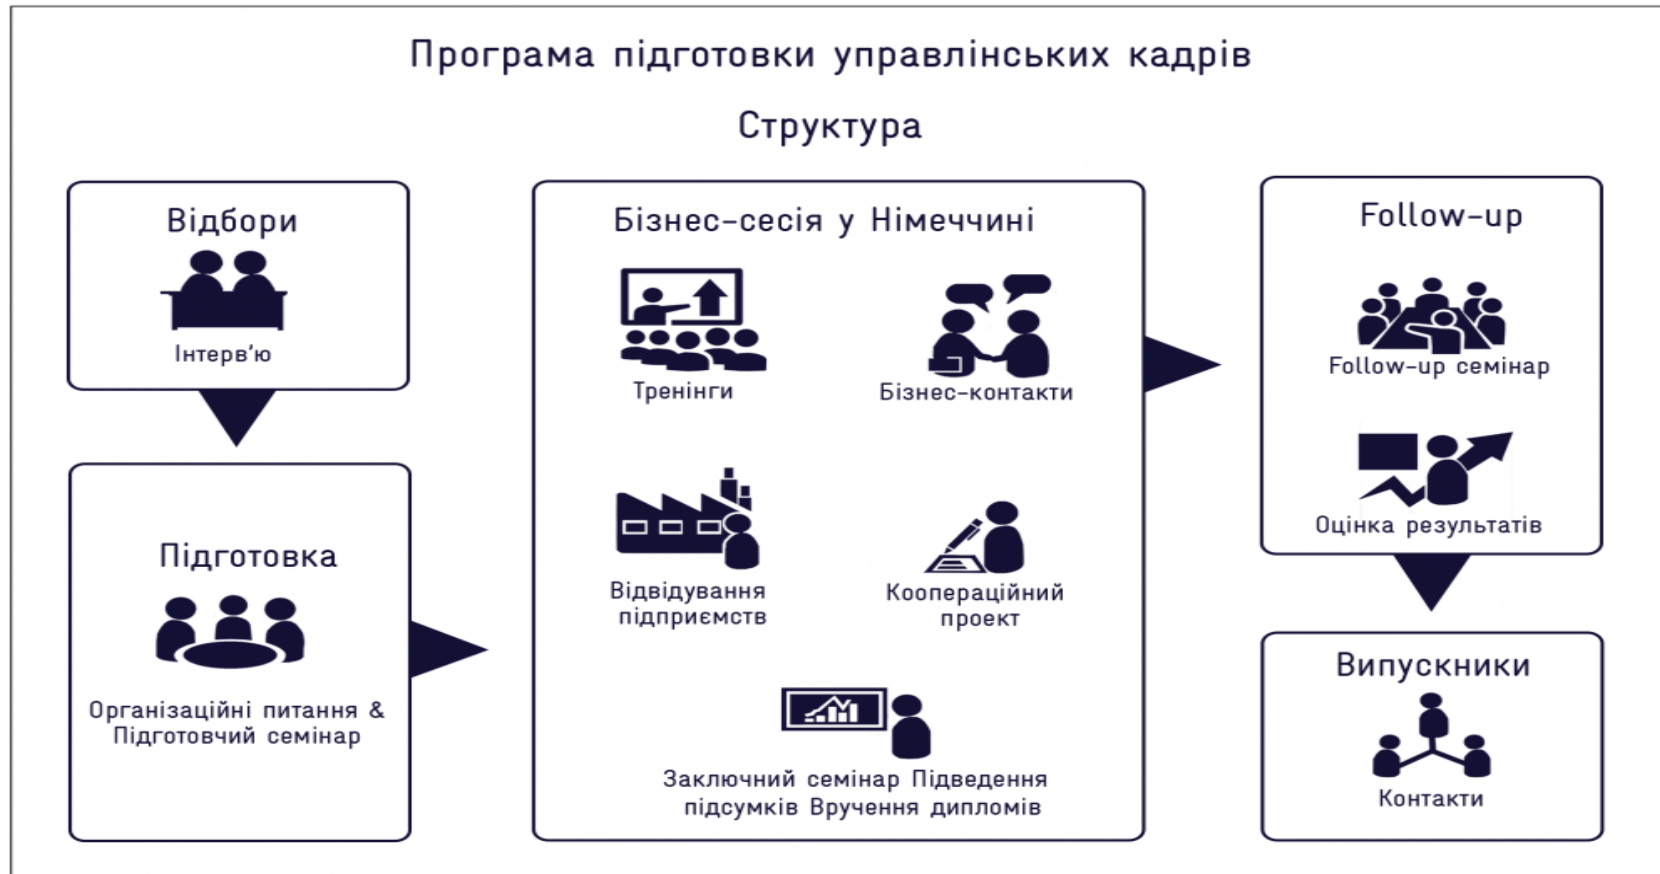 Програма підготовки управлінських кадрів
Структура
Відбори
Інтерв'ю
Підготовка
Організаційні питання &
Підготовчий семінар
Бізнес-сесія у Німеччині
Тренінги
Бізнес-контакти
Відвідування
підприємств
Коопераційний
проект
Заключний семінар Підведення
підсумків Вручення дипломів
Follow-up
Follow-up семінар
Оцінка результатів
Випускники
Контакти